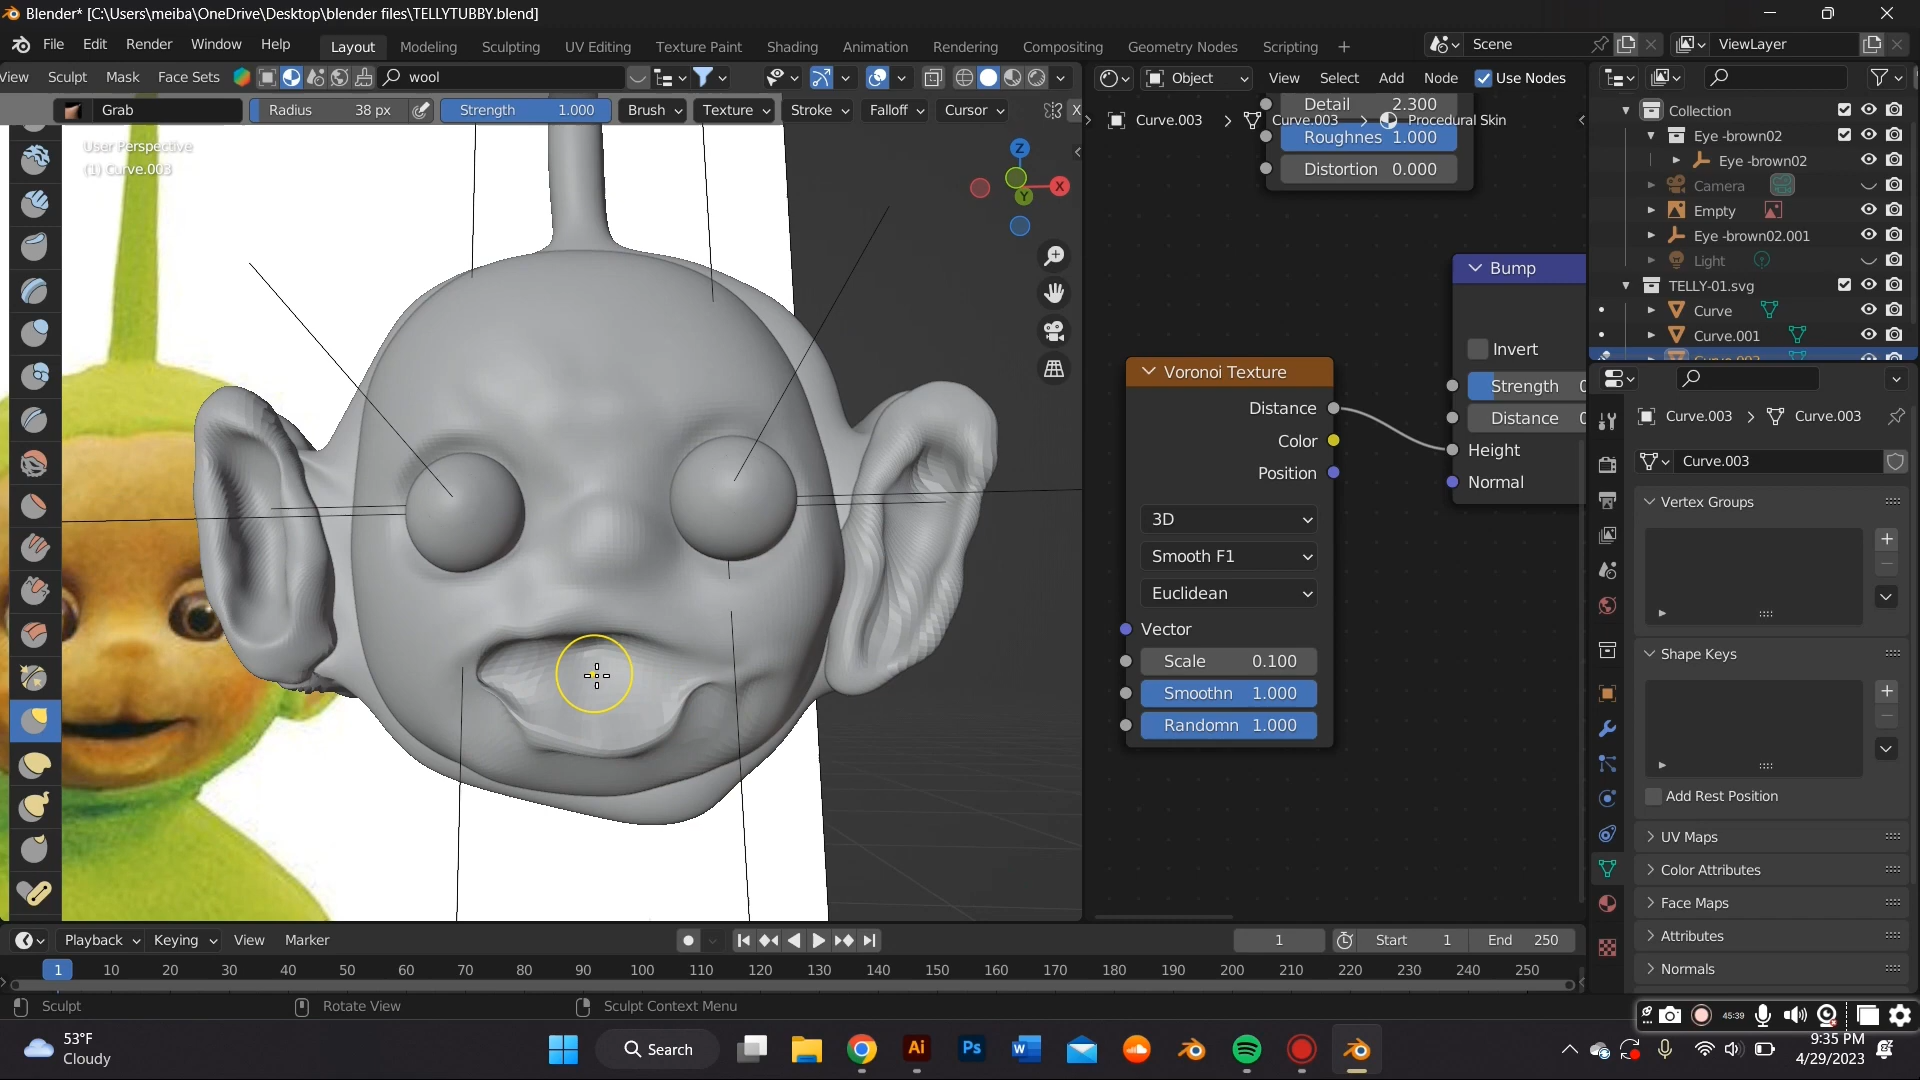 Blender* [C:\Users\meiba\OneDrive\Desktop\blender files\TELLYTUBBY.blend]
File Edit Render Window Help Layout Modeling Sculpting UV Editing Texture Paint Shading Animation Rendering Compositing Geometry Nodes Scripting + Scene ViewLayer
View Sculpt Mask Face Sets wool Object View Select Add Node Use Nodes
Grab Radius 38 px Strength 1.000 Brush Texture Stroke Falloff Cursor X
User Perspective
(1) Curve.003
Z
X
Y
Detail 2.300
Curve.003 > Curve.003 > Procedural Skin
Roughnes 1.000
Distortion 0.000
Bump
Invert
Strength 0
Distance 0
Height
Normal
Voronoi Texture
Distance
Color
Position
3D
Smooth F1
Euclidean
Vector
Scale 0.100
Smoothn 1.000
Randomn 1.000
Collection
Eye -brown02
Eye -brown02
Camera
Empty
Eye -brown02.001
Light
TELLY-01.svg
Curve
Curve.001
Curve.003 > Curve.003
Curve.003
Vertex Groups
Shape Keys
Add Rest Position
UV Maps
Color Attributes
Face Maps
Attributes
Normals
Playback Keying View Marker 1 Start 1 End 250
1 10 20 30 40 50 60 70 80 90 100 110 120 130 140 150 160 170 180 190 200 210 220 230 240 250
Sculpt Rotate View Sculpt Context Menu
45:39
53°F
Cloudy
Search
Ai
Ps
W
9:35 PM
4/29/2023